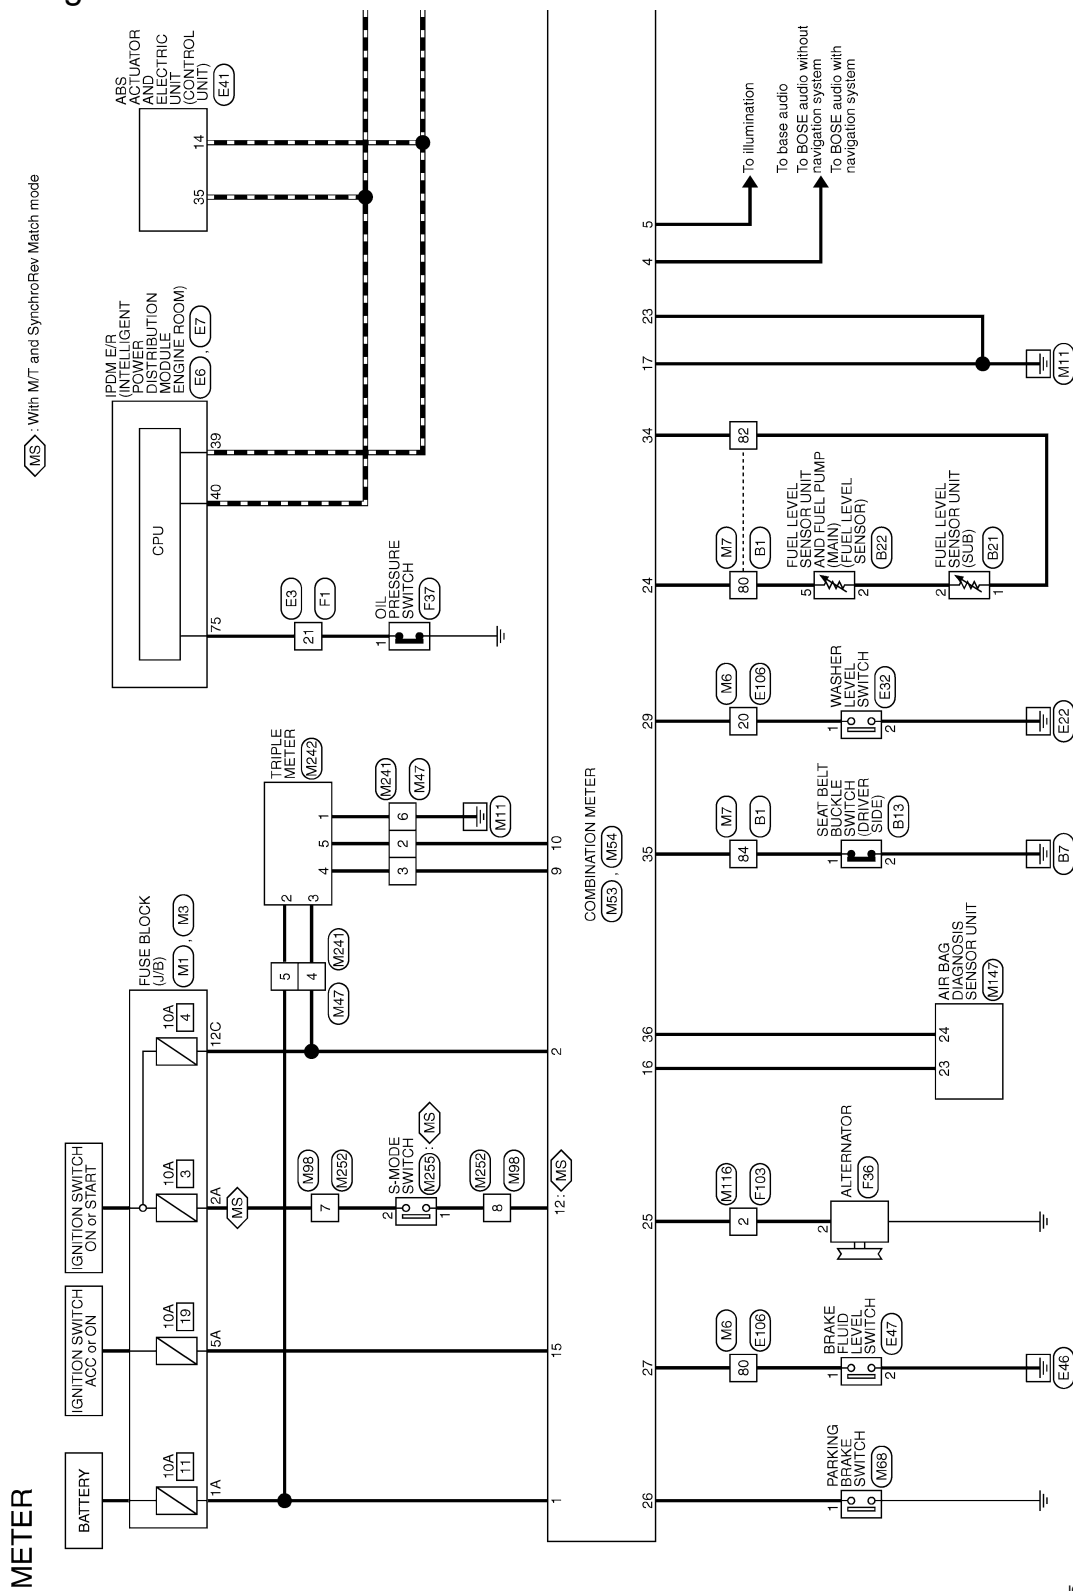 METER
MS : With M/T and SynchroRev Match mode
BATTERY
IGNITION SWITCH
ACC or ON
IGNITION SWITCH
ON or START
FUSE BLOCK
(J/B)
M1 , M3
10A
11
10A
19
10A
3
10A
4
1A
5A
2A
12C
MS
M98
M252
7
S-MODE
SWITCH
M255 : MS
2
1
M252
M98
8
5
4
M47
M241
TRIPLE
METER
M242
2
3
4
5
1
3
2
6
M241
M47
M11
IPDM E/R
(INTELLIGENT
POWER
DISTRIBUTION
MODULE
ENGINE ROOM)
E6 , E7
CPU
75
40
39
E3
F1
21
OIL
PRESSURE
SWITCH
F37
1
ABS
ACTUATOR
AND
ELECTRIC
UNIT
(CONTROL
UNIT)
E41
35
14
1
15
12 : MS
2
9
10
COMBINATION METER
M53 , M54
26
27
25
16
36
35
29
24
34
17
23
4
5
PARKING
BRAKE
SWITCH
M68
1
M6
E106
80
BRAKE
FLUID
LEVEL
SWITCH
E47
1
2
E46
M116
F103
2
ALTERNATOR
F36
2
23
24
AIR BAG
DIAGNOSIS
SENSOR UNIT
M147
M7
B1
84
SEAT BELT
BUCKLE
SWITCH
(DRIVER
SIDE)
B13
1
2
B7
M6
E106
20
WASHER
LEVEL
SWITCH
E32
1
2
E22
M7
B1
80
82
FUEL LEVEL
SENSOR UNIT
AND FUEL PUMP
(MAIN)
(FUEL LEVEL
SENSOR)
B22
5
2
FUEL LEVEL
SENSOR UNIT
(SUB)
B21
2
1
M11
To illumination
To base audio
To BOSE audio without
navigation system
To BOSE audio with
navigation system